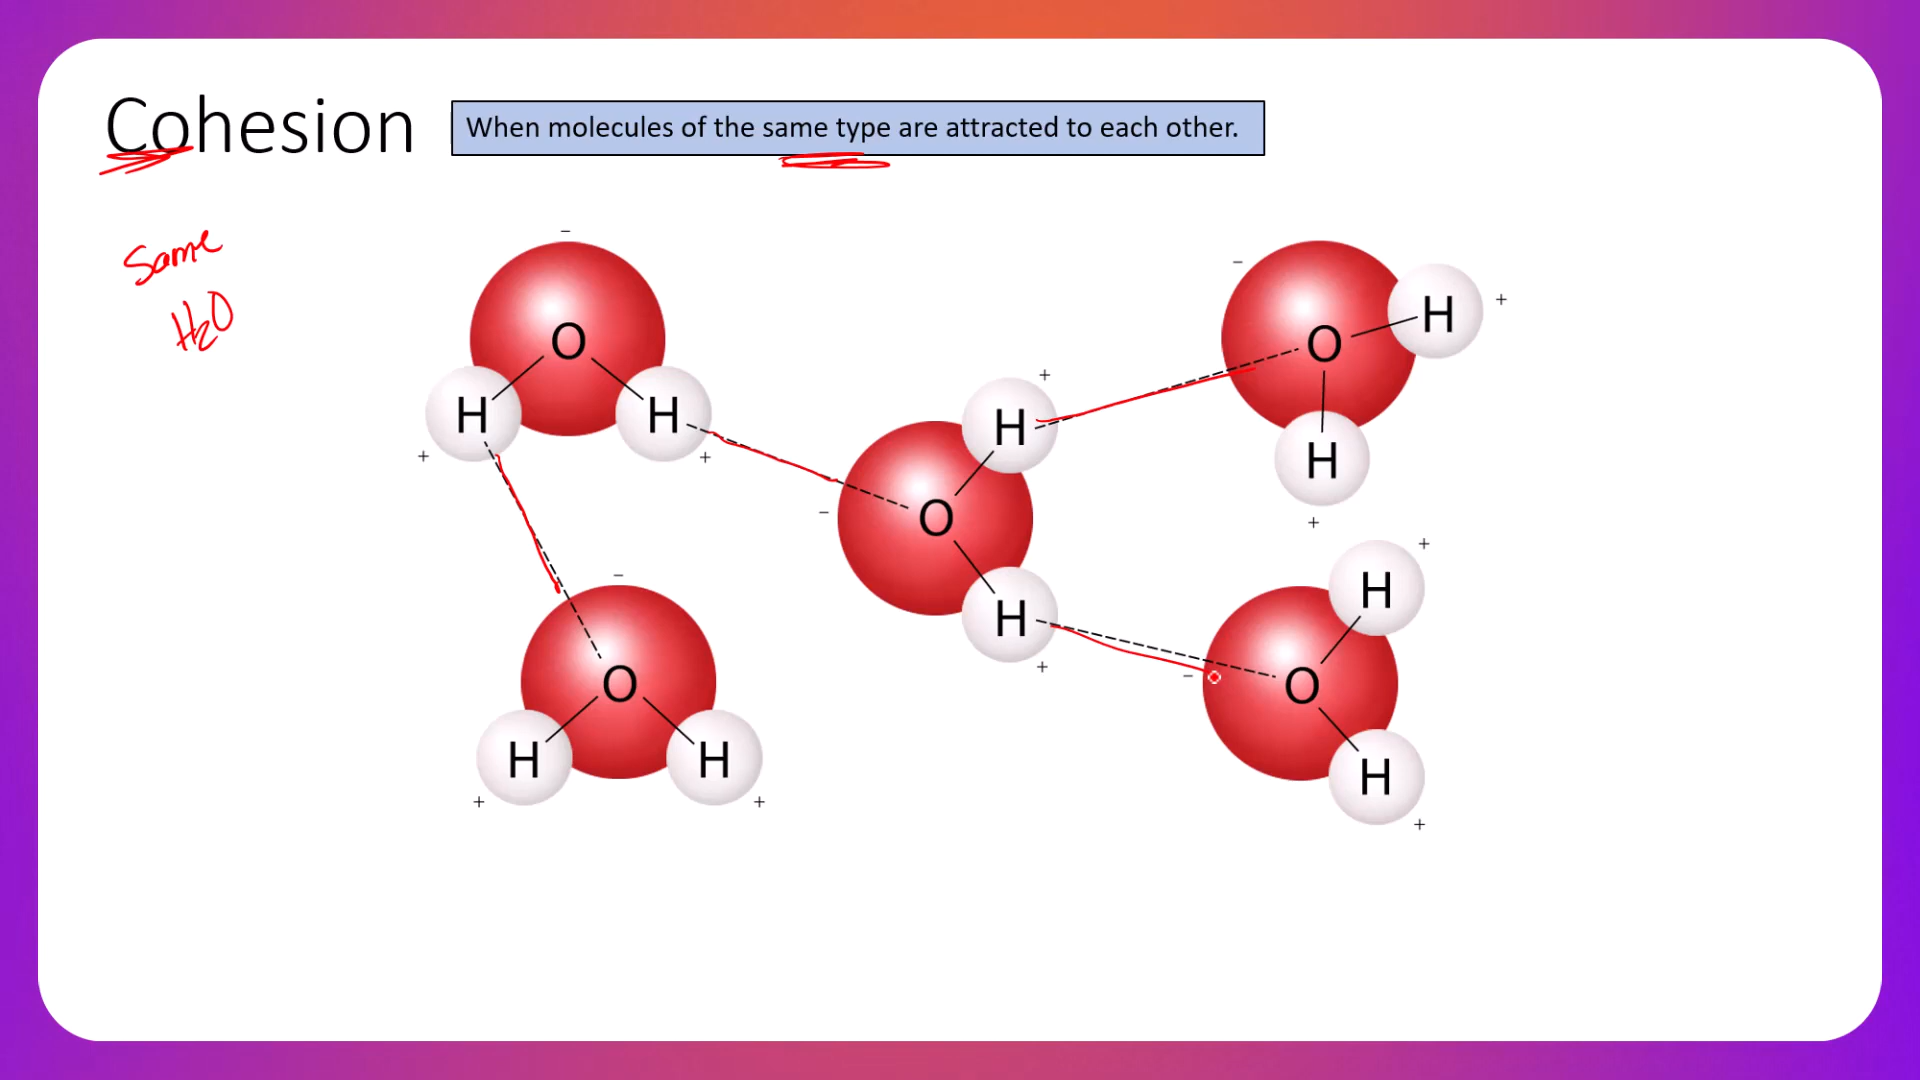 Cohesion
When molecules of the same type are attracted to each other.
Same
H₂O
−
O
H
H
+
+
−
O
H
+
H
+
+
H
−
O
H
+
−
O
H
H
+
+
+
H
−
O
H
+